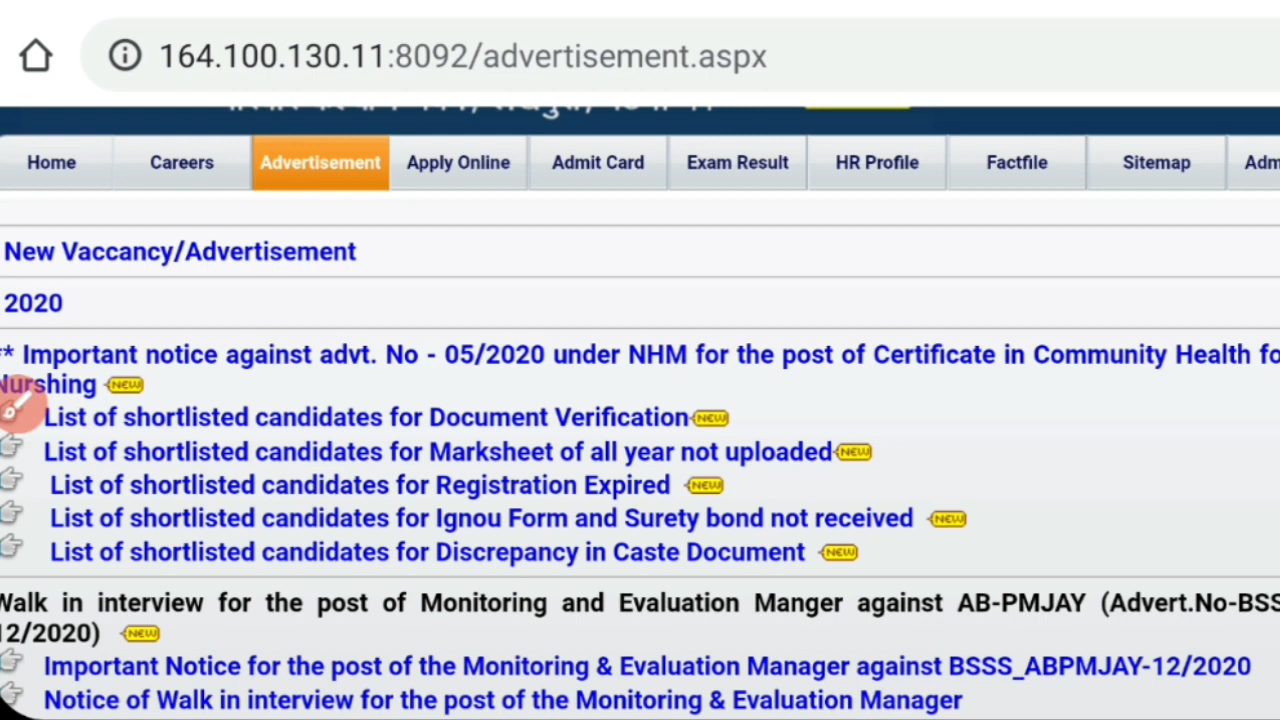 164.100.130.11:8092/advertisement.aspx
Home Careers Advertisement Apply Online Admit Card Exam Result HR Profile Factfile Sitemap Adm
New Vaccancy/Advertisement
2020
** Important notice against advt. No - 05/2020 under NHM for the post of Certificate in Community Health fo
Nurshing NEW
List of shortlisted candidates for Document Verification NEW
List of shortlisted candidates for Marksheet of all year not uploaded NEW
List of shortlisted candidates for Registration Expired NEW
List of shortlisted candidates for Ignou Form and Surety bond not received NEW
List of shortlisted candidates for Discrepancy in Caste Document NEW
Walk in interview for the post of Monitoring and Evaluation Manger against AB-PMJAY (Advert.No-BSS
12/2020) NEW
Important Notice for the post of the Monitoring & Evaluation Manager against BSSS_ABPMJAY-12/2020
Notice of Walk in interview for the post of the Monitoring & Evaluation Manager